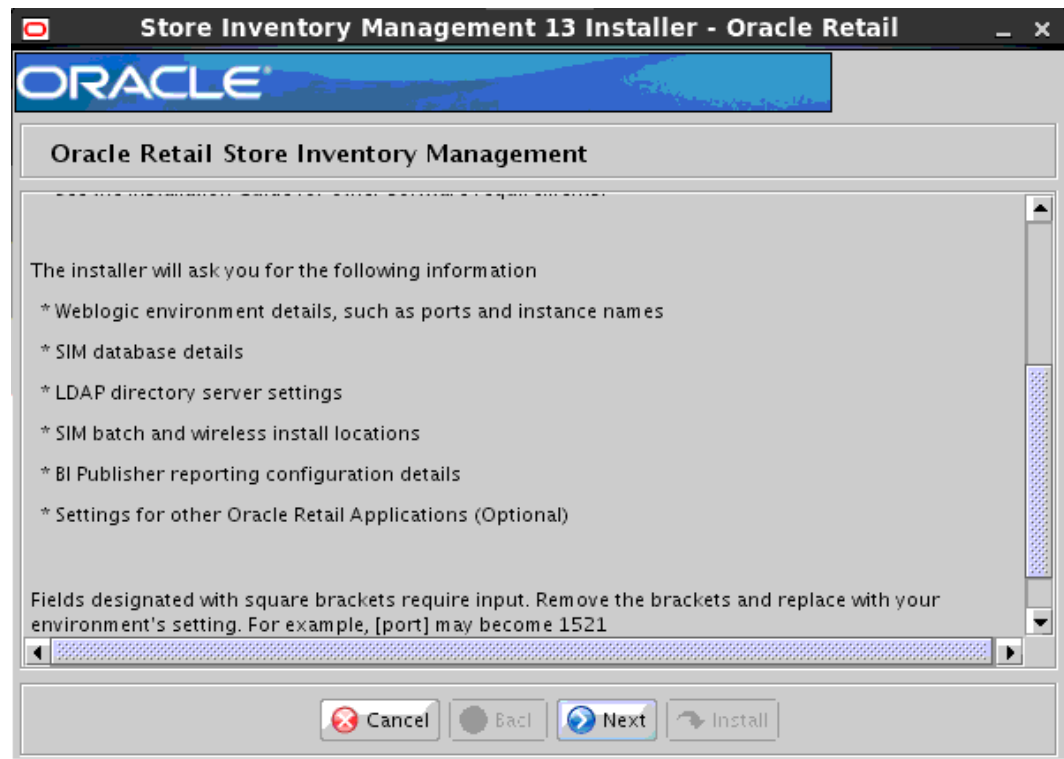 Store Inventory Management 13 Installer - Oracle Retail
ORACLE
Oracle Retail Store Inventory Management
The installer will ask you for the following information
* Weblogic environment details, such as ports and instance names
* SIM database details
* LDAP directory server settings
* SIM batch and wireless install locations
* BI Publisher reporting configuration details
* Settings for other Oracle Retail Applications (Optional)
Fields designated with square brackets require input. Remove the brackets and replace with your
environment's setting. For example, [port] may become 1521
Cancel Bacl Next Install